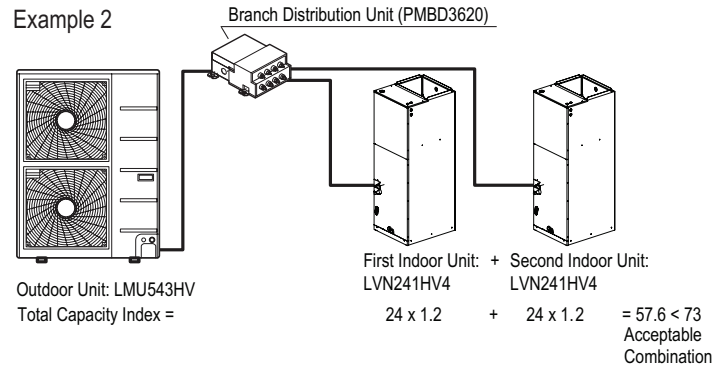 Example 2
Branch Distribution Unit (PMBD3620)
First Indoor Unit: + Second Indoor Unit:
LVN241HV4 LVN241HV4
Outdoor Unit: LMU543HV
Total Capacity Index = 24 x 1.2 + 24 x 1.2 = 57.6 < 73
Acceptable
Combination